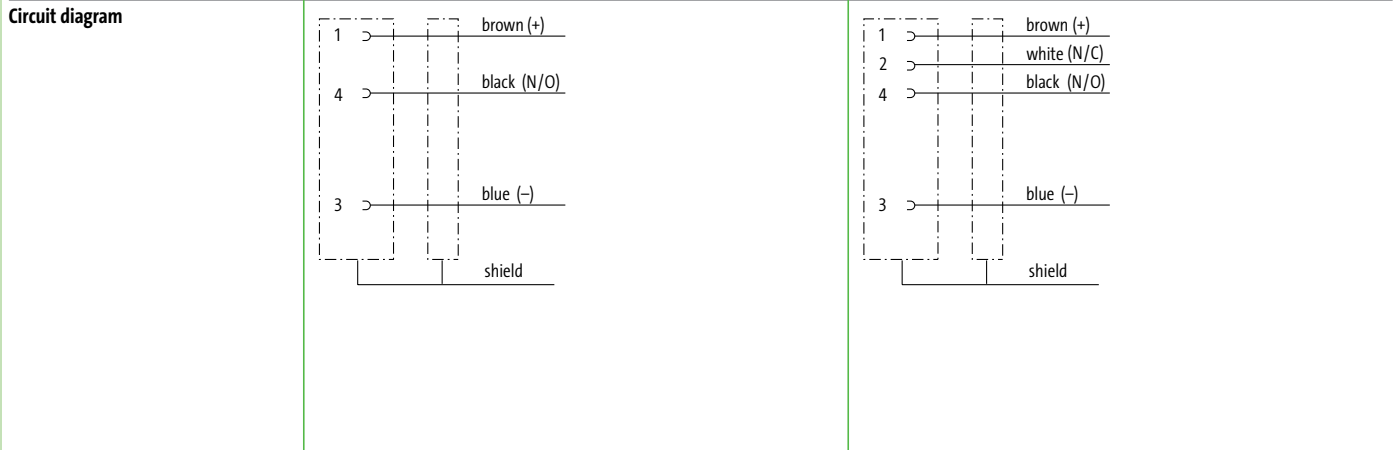 Circuit diagram
1 brown (+)
4 black (N/O)
3 blue (–)
shield
1 brown (+)
2 white (N/C)
4 black (N/O)
3 blue (–)
shield